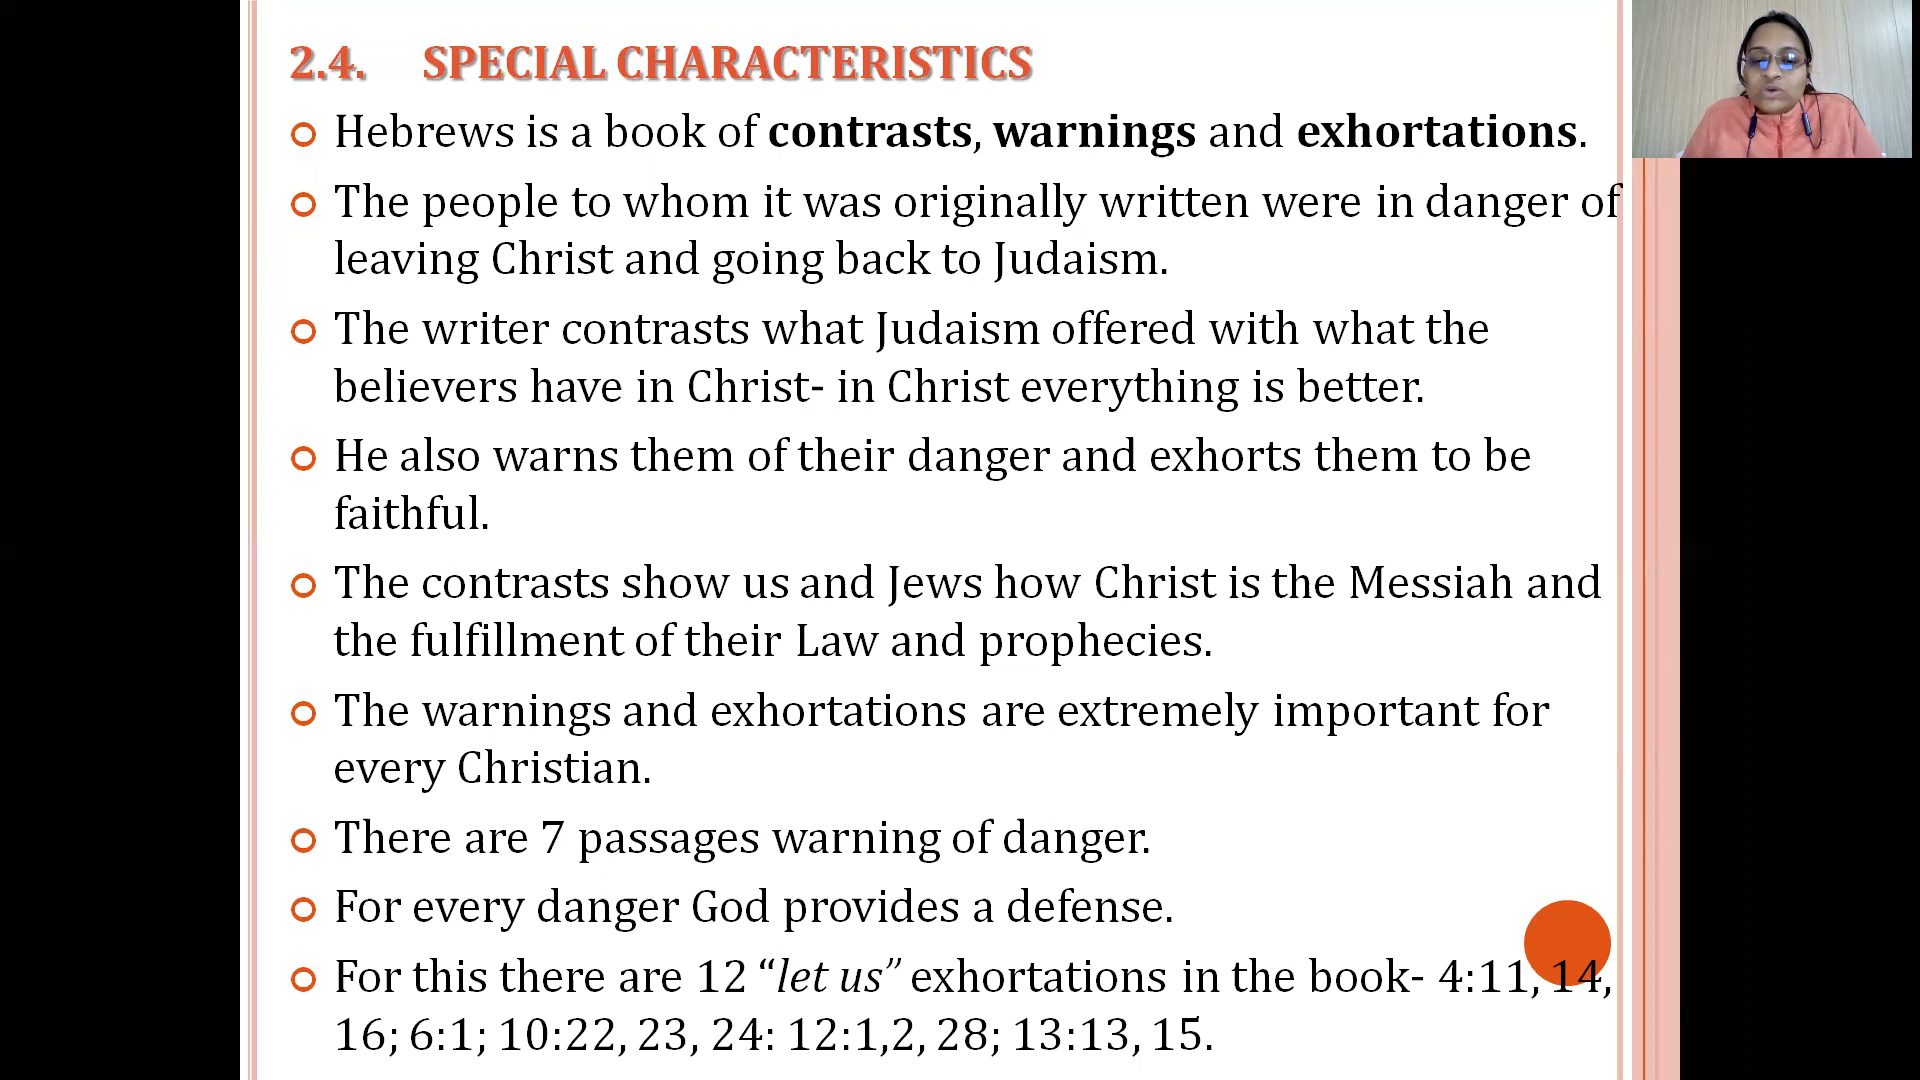 2.4. SPECIAL CHARACTERISTICS
Hebrews is a book of contrasts, warnings and exhortations.
The people to whom it was originally written were in danger of
leaving Christ and going back to Judaism.
The writer contrasts what Judaism offered with what the
believers have in Christ- in Christ everything is better.
He also warns them of their danger and exhorts them to be
faithful.
The contrasts show us and Jews how Christ is the Messiah and
the fulfillment of their Law and prophecies.
The warnings and exhortations are extremely important for
every Christian.
There are 7 passages warning of danger.
For every danger God provides a defense.
For this there are 12 “let us” exhortations in the book- 4:11, 14,
16; 6:1; 10:22, 23, 24: 12:1,2, 28; 13:13, 15.